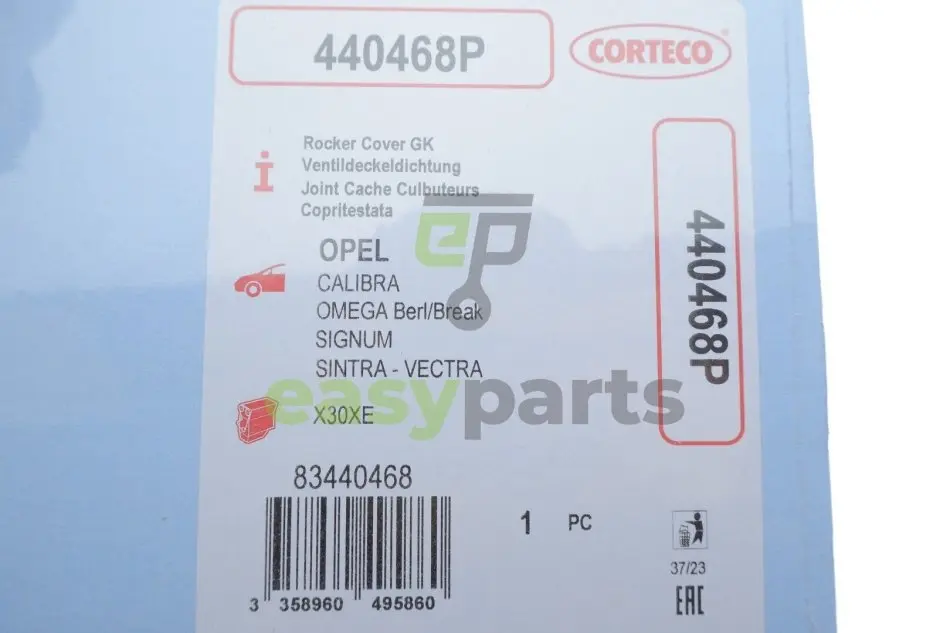 440468P
CORTECO
Rocker Cover GK
Ventildeckeldichtung
Joint Cache Culbuteurs
Copritestata
OPEL
CALIBRA
OMEGA Berl/Break
SIGNUM
SINTRA - VECTRA
X30XE
440468P
ep
easyparts
83440468
3 358960 495860
1 PC
37/23
EAC